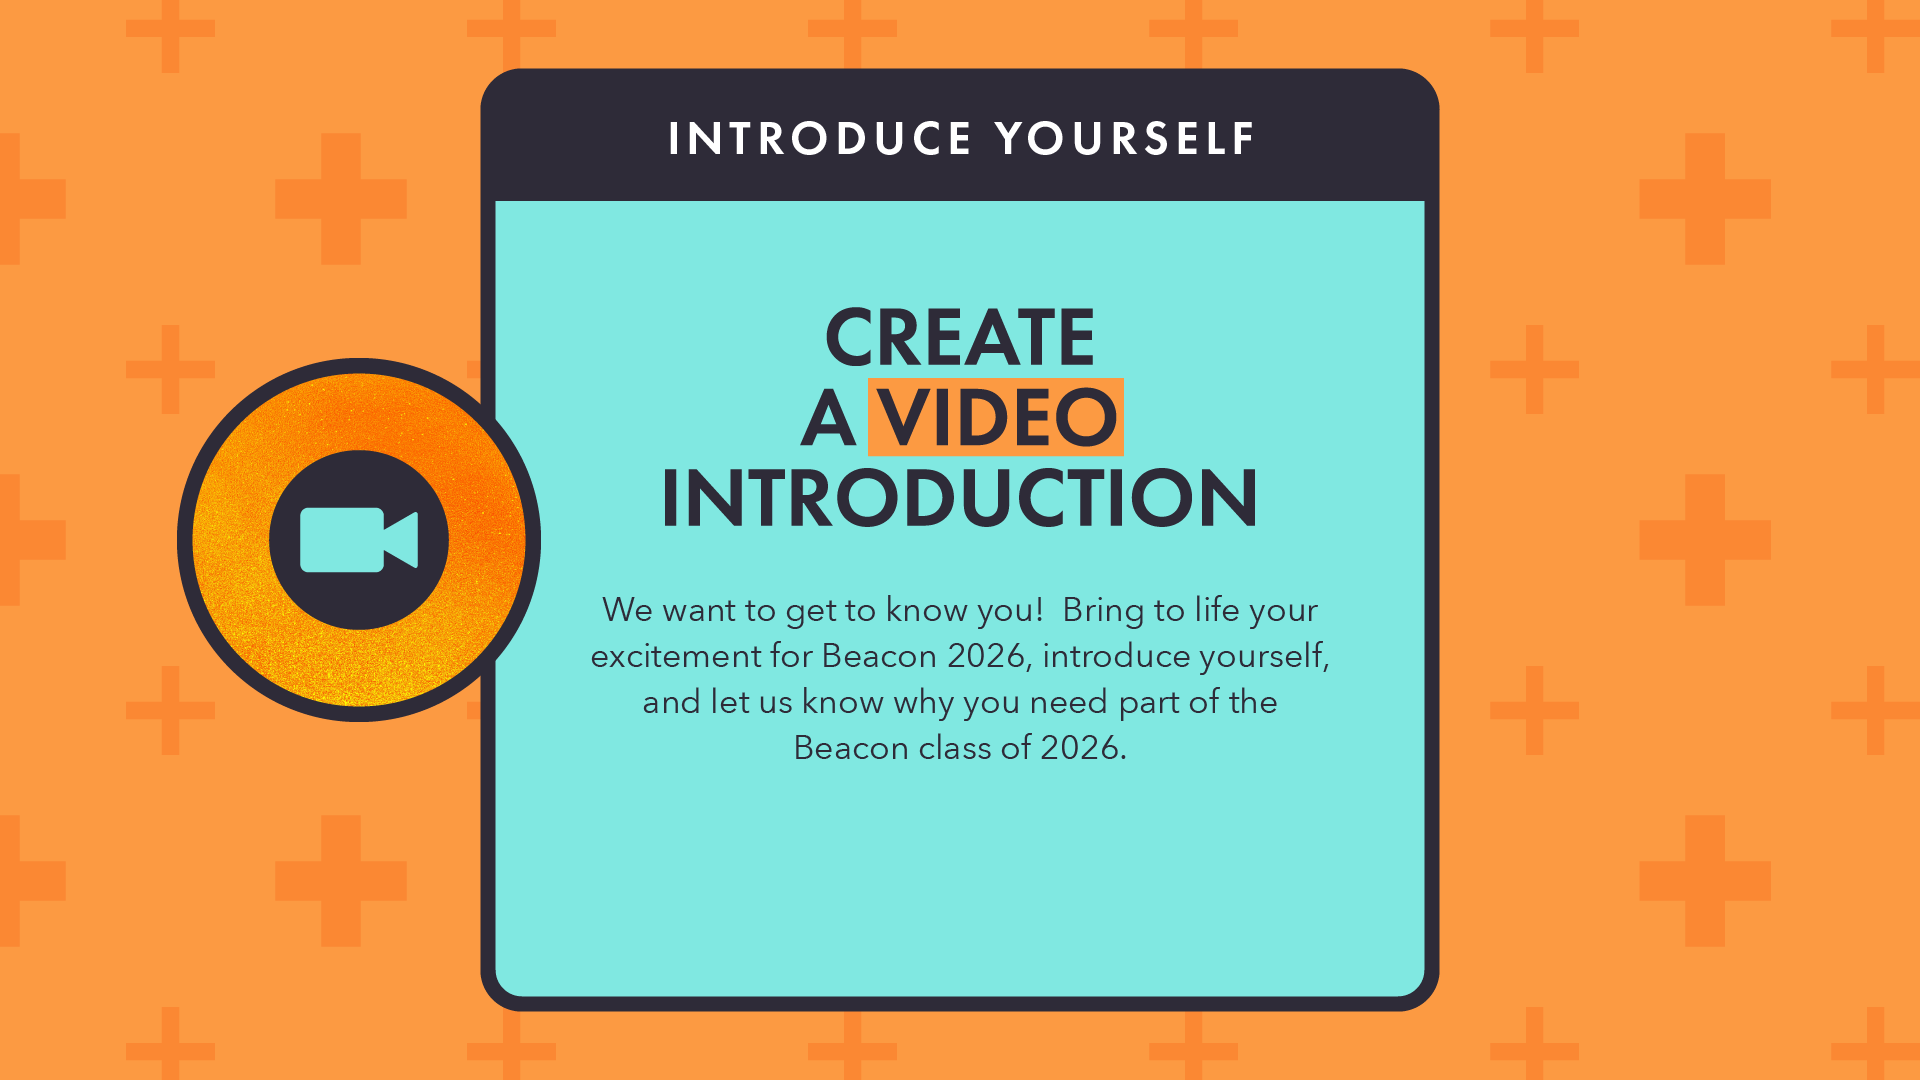 INTRODUCE YOURSELF
CREATE
A VIDEO
INTRODUCTION
We want to get to know you!  Bring to life your
excitement for Beacon 2026, introduce yourself,
and let us know why you need part of the
Beacon class of 2026.